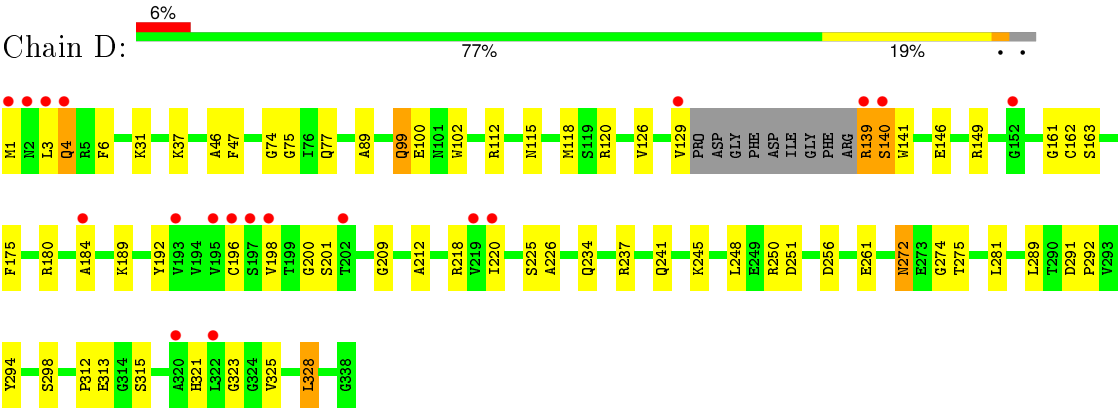 6%
Chain D:
77% 19% • •
M1 N2 L3 Q4 R5 F6 K31 K37 A46 F47 G74 G75 I76 Q77 A89 Q99 E100 N101 W102 R112 N115 M118 S119 R120 V126 V129 PRO ASP GLY PHE ASP ILE GLY PHE ARG R139 S140 W141 E146 R149 G152 G161 C162 S163
F175 R180 A184 K189 Y192 V193 V194 V195 C196 S197 V198 T199 G200 S201 T202 G209 A212 R218 V219 I220 S225 A226 Q234 R237 Q241 K245 L248 E249 R250 D251 D256 E261 N272 E273 G274 T275 L281 L289 T290 D291 P292 V293
Y294 S298 P312 E313 G314 S315 A320 H321 L322 G323 G324 V325 L328 G338